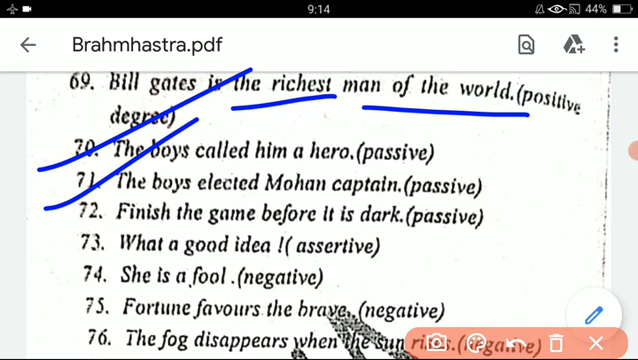 9:14
44%
Brahmhastra.pdf
69. Bill gates is the richest man of the world.(positive
degree)
70. The boys called him a hero.(passive)
71. The boys elected Mohan captain.(passive)
72. Finish the game before it is dark.(passive)
73. What a good idea !( assertive)
74. She is a fool .(negative)
75. Fortune favours the brave. (negative)
76. The fog disappears when the sun rises.(negative)